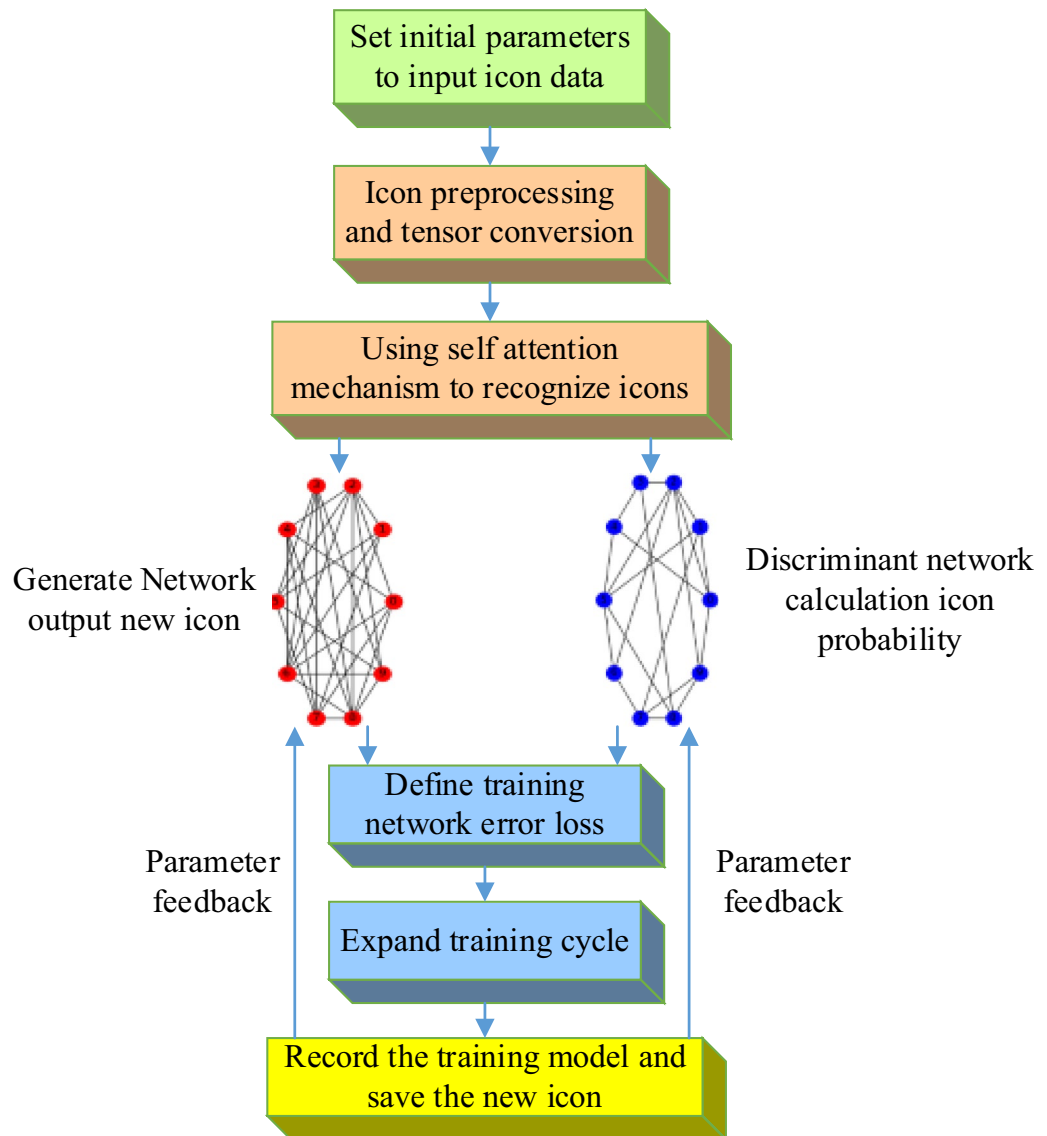 Set initial parameters
to input icon data
Icon preprocessing
and tensor conversion
Using self attention
mechanism to recognize icons
Generate Network
output new icon
Discriminant network
calculation icon
probability
Define training
network error loss
Parameter
feedback
Parameter
feedback
Expand training cycle
Record the training model and
save the new icon